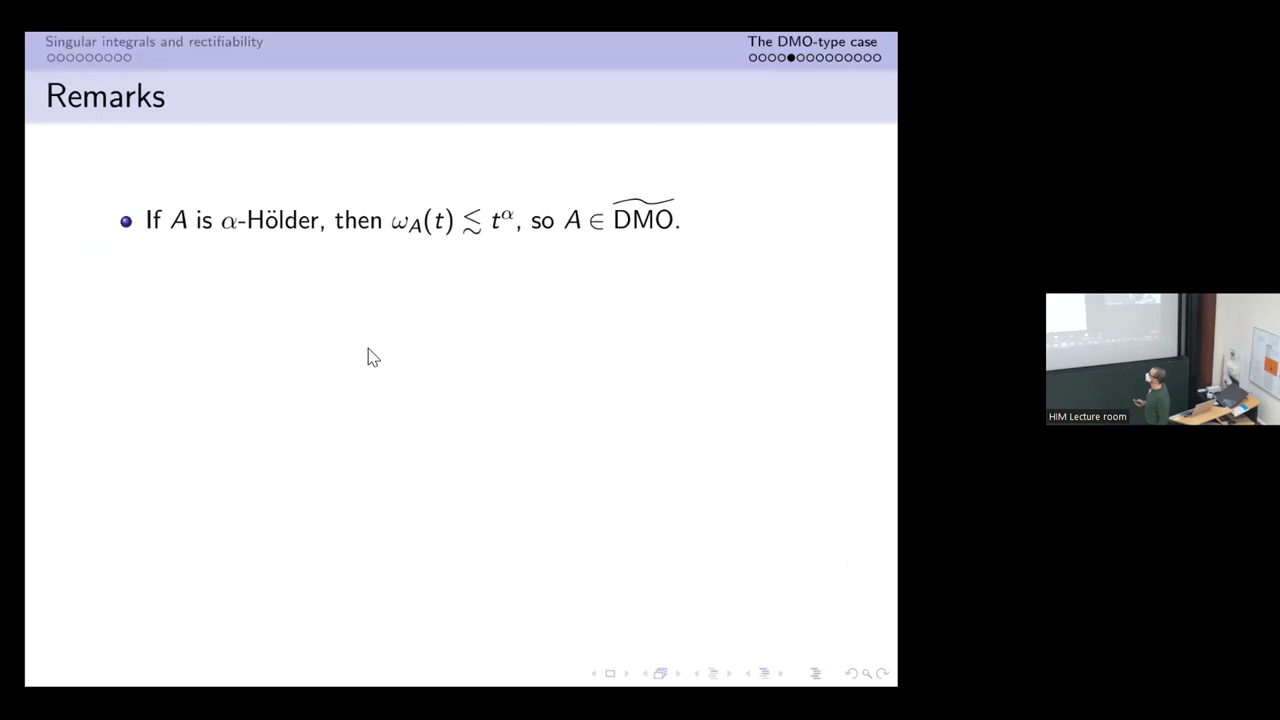 Singular integrals and rectifiability
The DMO-type case
Remarks
If A is α-Hölder, then ω_A(t) ≲ t^α, so A ∈ \widetilde{DMO}.
HIM Lecture room